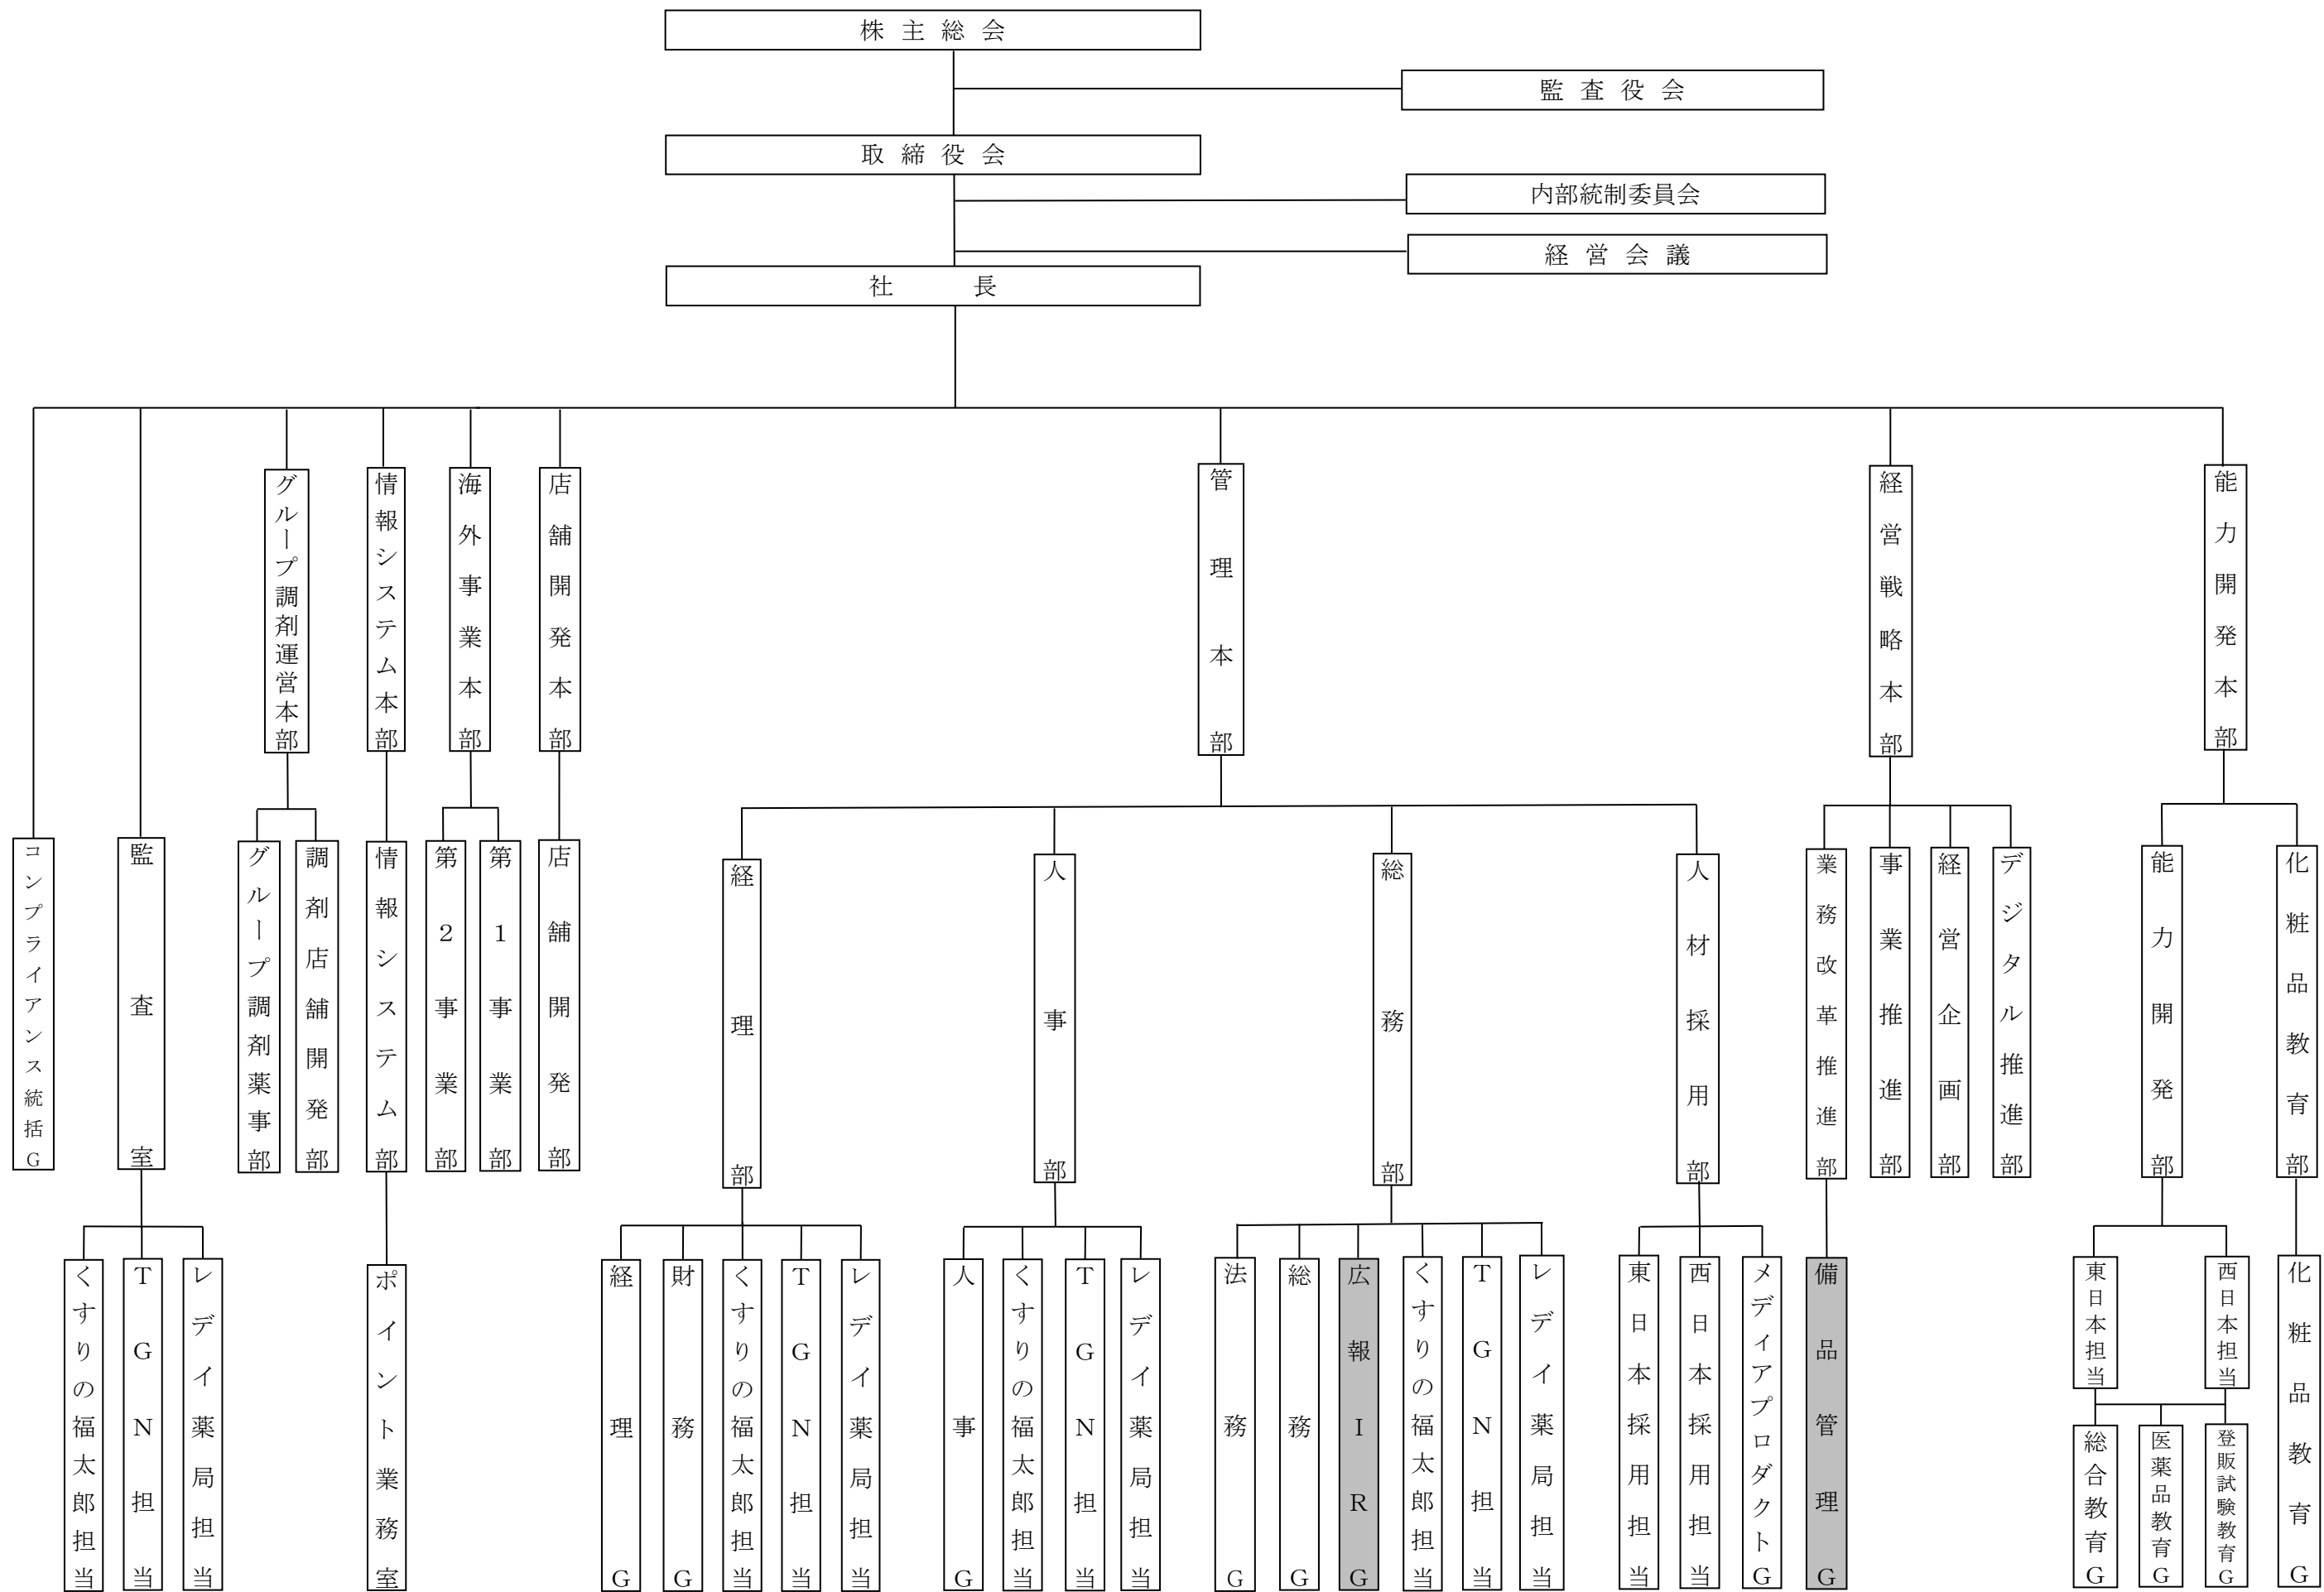 株主総会
監査役会
取締役会
内部統制委員会
経営会議
社長
グループ調剤運営本部
情報システム本部
海外事業本部
店舗開発本部
管理本部
経営戦略本部
能力開発本部
コンプライアンス統括G
監査室
グループ調剤薬事部
調剤店舗開発部
情報システム部
第２事業部
第１事業部
店舗開発部
経理部
人事部
総務部
人材採用部
業務改革推進部
事業推進部
経営企画部
デジタル推進部
能力開発部
化粧品教育部
くすりの福太郎担当
TGN担当
レデイ薬局担当
ポイント業務室
経理G
財務G
くすりの福太郎担当
TGN担当
レデイ薬局担当
人事G
くすりの福太郎担当
TGN担当
レデイ薬局担当
法務G
総務G
広報IRG
くすりの福太郎担当
TGN担当
レデイ薬局担当
東日本採用担当
西日本採用担当
メディアプロダクトG
備品管理G
東日本担当
西日本担当
総合教育G
医薬品教育G
登販試験教育G
化粧品教育G